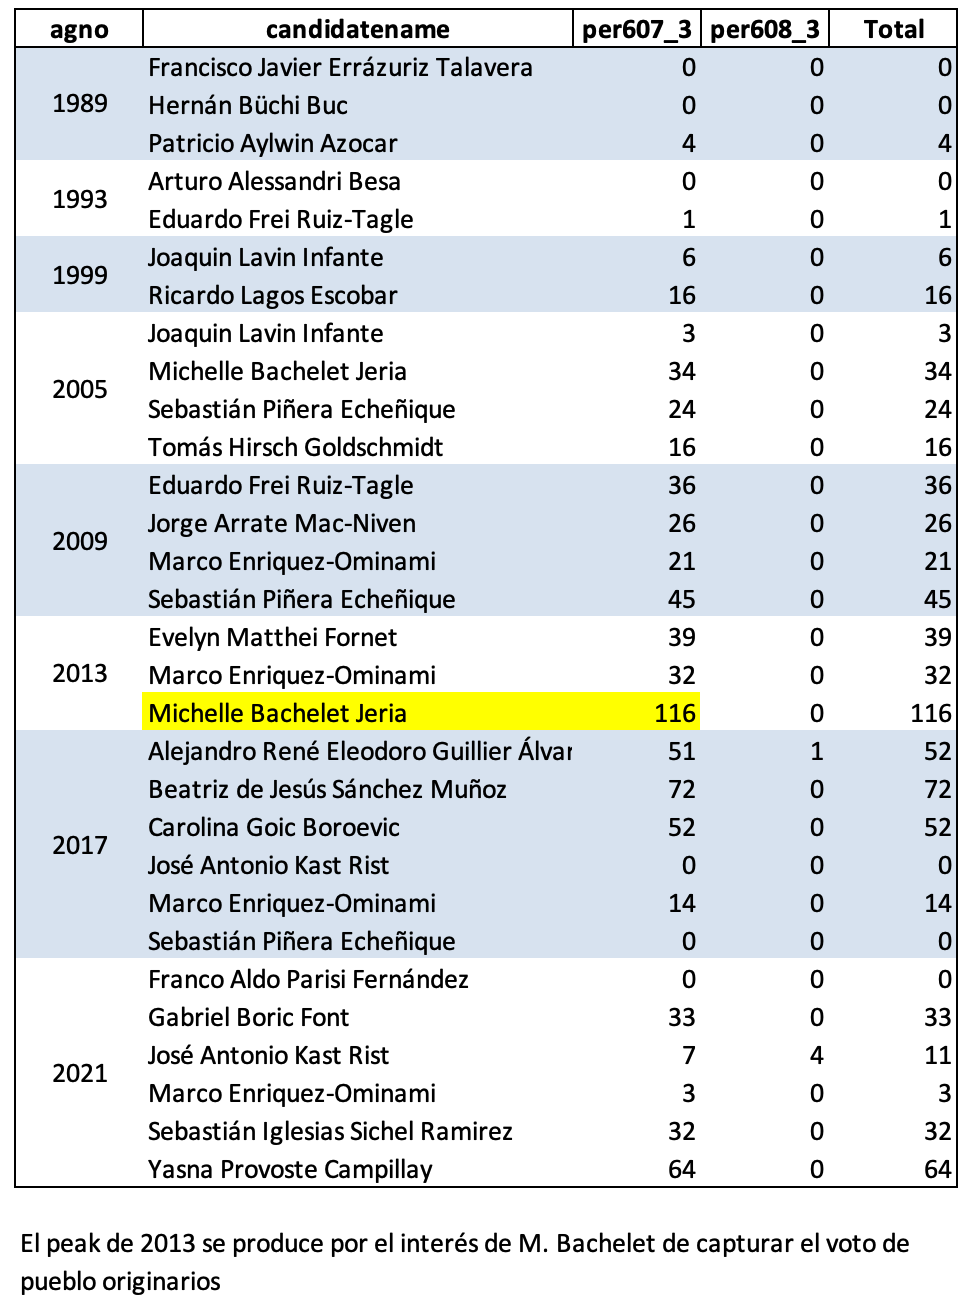 agno candidatename per607_3 per608_3 Total
1989
Francisco Javier Errázuriz Talavera 0 0 0
Hernán Büchi Buc 0 0 0
Patricio Aylwin Azocar 4 0 4
1993
Arturo Alessandri Besa 0 0 0
Eduardo Frei Ruiz-Tagle 1 0 1
1999
Joaquin Lavin Infante 6 0 6
Ricardo Lagos Escobar 16 0 16
2005
Joaquin Lavin Infante 3 0 3
Michelle Bachelet Jeria 34 0 34
Sebastián Piñera Echeñique 24 0 24
Tomás Hirsch Goldschmidt 16 0 16
2009
Eduardo Frei Ruiz-Tagle 36 0 36
Jorge Arrate Mac-Niven 26 0 26
Marco Enriquez-Ominami 21 0 21
Sebastián Piñera Echeñique 45 0 45
2013
Evelyn Matthei Fornet 39 0 39
Marco Enriquez-Ominami 32 0 32
Michelle Bachelet Jeria 116 0 116
2017
Alejandro René Eleodoro Guillier Álvar 51 1 52
Beatriz de Jesús Sánchez Muñoz 72 0 72
Carolina Goic Boroevic 52 0 52
José Antonio Kast Rist 0 0 0
Marco Enriquez-Ominami 14 0 14
Sebastián Piñera Echeñique 0 0 0
2021
Franco Aldo Parisi Fernández 0 0 0
Gabriel Boric Font 33 0 33
José Antonio Kast Rist 7 4 11
Marco Enriquez-Ominami 3 0 3
Sebastián Iglesias Sichel Ramirez 32 0 32
Yasna Provoste Campillay 64 0 64
El peak de 2013 se produce por el interés de M. Bachelet de capturar el voto de
pueblo originarios